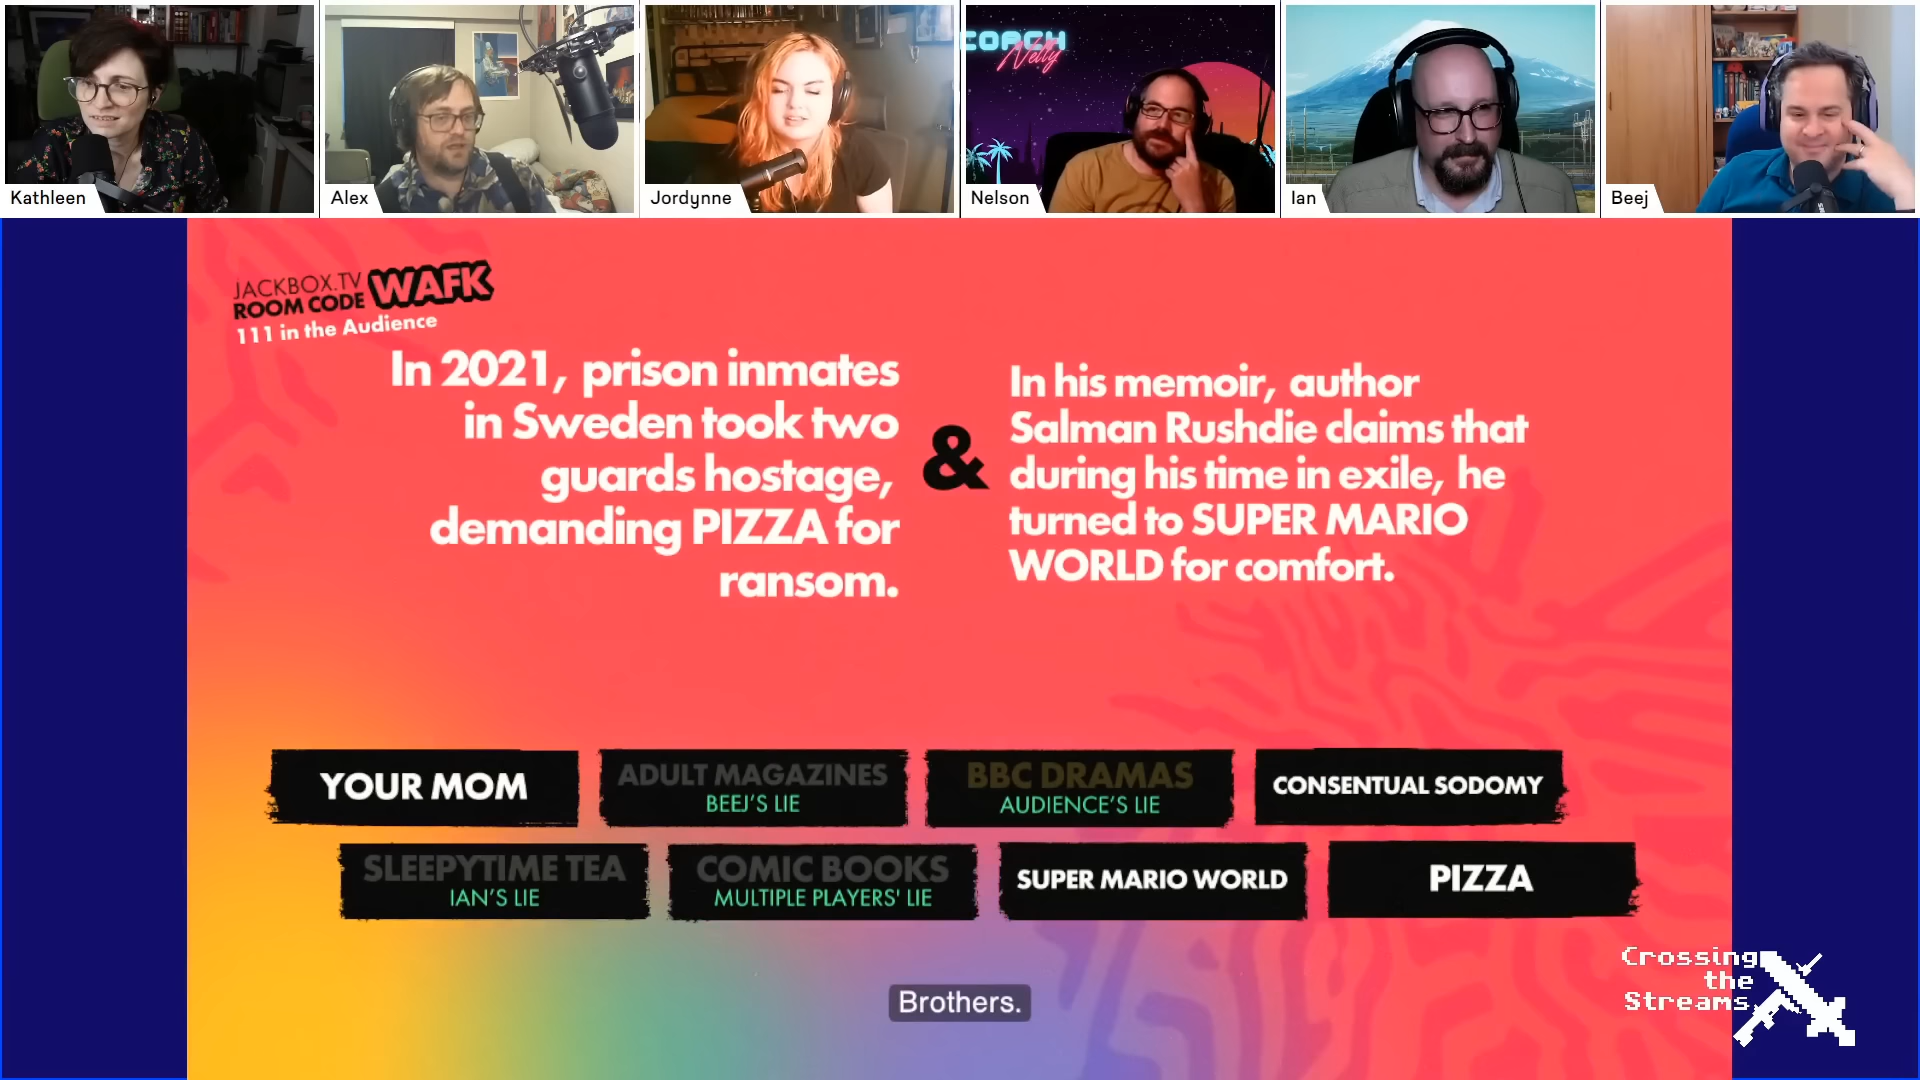 Kathleen
Alex
Jordynne
COACH
Nelly
Nelson
Ian
Beej
JACKBOX.TV
ROOM CODE WAFK
111 in the Audience
In 2021, prison inmates
in Sweden took two
guards hostage,
demanding PIZZA for
ransom.
&
In his memoir, author
Salman Rushdie claims that
during his time in exile, he
turned to SUPER MARIO
WORLD for comfort.
YOUR MOM
ADULT MAGAZINES
BEEJ'S LIE
BBC DRAMAS
AUDIENCE'S LIE
CONSENTUAL SODOMY
SLEEPYTIME TEA
IAN'S LIE
COMIC BOOKS
MULTIPLE PLAYERS' LIE
SUPER MARIO WORLD
PIZZA
Brothers.
Crossing
the
Streams